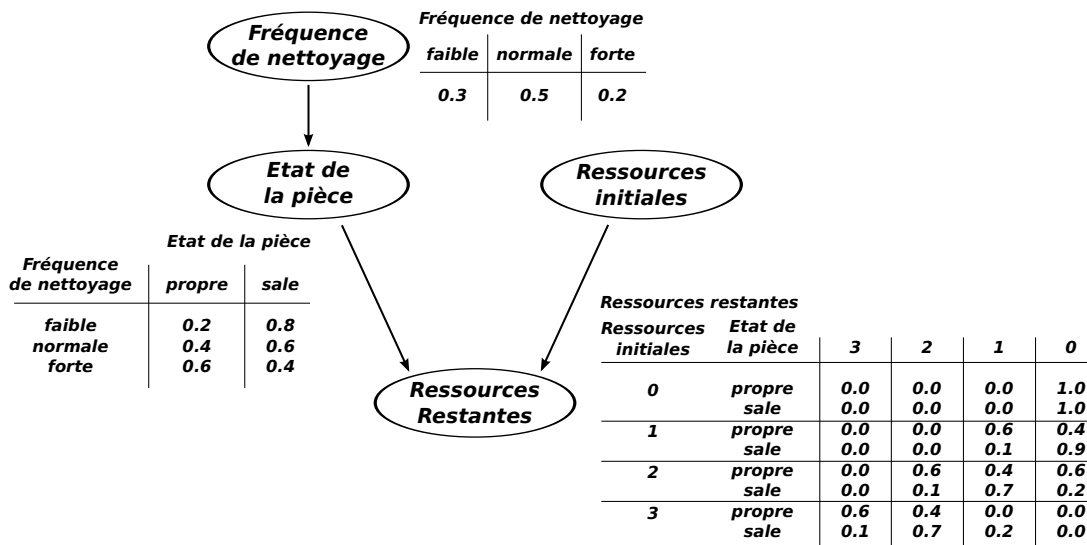 Fréquence
de nettoyage
Fréquence de nettoyage
faible normale forte
0.3 0.5 0.2
Etat de
la pièce
Ressources
initiales
Etat de la pièce
Fréquence
de nettoyage propre sale
faible 0.2 0.8
normale 0.4 0.6
forte 0.6 0.4
Ressources
Restantes
Ressources restantes
Ressources Etat de
initiales la pièce 3 2 1 0
0 propre 0.0 0.0 0.0 1.0
sale 0.0 0.0 0.0 1.0
1 propre 0.0 0.0 0.6 0.4
sale 0.0 0.0 0.1 0.9
2 propre 0.0 0.6 0.4 0.6
sale 0.0 0.1 0.7 0.2
3 propre 0.6 0.4 0.0 0.0
sale 0.1 0.7 0.2 0.0